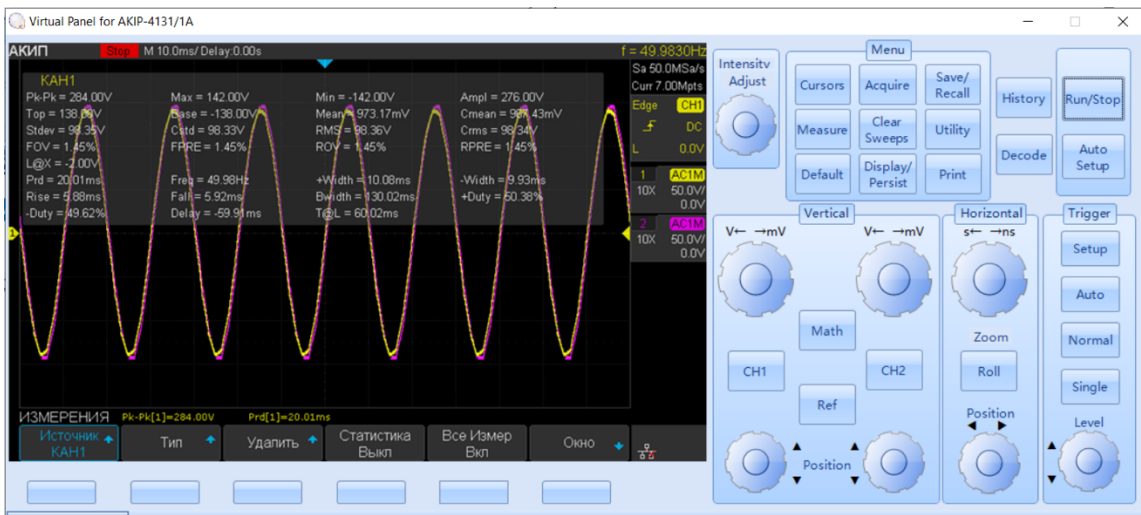 Virtual Panel for AKIP-4131/1A
АКИП Stop M 10.0ms/ Delay:0.00s f = 49.9830Hz
Sa 50.0MSa/s
Curr 7.00Mpts
Edge CH1
DC
L 0.0V
1 AC1M
10X 50.0V/
0.0V
2 AC1M
10X 50.0V/
0.0V
КАН1
Pk-Pk = 284.00V Max = 142.00V Min = -142.00V Ampl = 276.00V
Top = 138.00V Base = -138.00V Mean = 973.17mV Cmean = 987.43mV
Stdev = 98.35V Cstd = 98.33V RMS = 98.36V Crms = 98.34V
FOV = 1.45% FPRE = 1.45% ROV = 1.45% RPRE = 1.45%
L@X = -2.00V
Prd = 20.01ms Freq = 49.98Hz +Width = 10.08ms -Width = 9.93ms
Rise = 5.88ms Fall = 5.92ms Bwidth = 130.02ms +Duty = 50.38%
-Duty = 49.62% Delay = -59.91ms T@L = 60.02ms
1
ИЗМЕРЕНИЯ Pk-Pk[1]=284.00V Prd[1]=20.01ms
Источник
КАН1
Тип
Удалить
Статистика
Выкл
Все Измер
Вкл
Окно
Intensity
Adjust
Menu
Cursors
Acquire
Save/
Recall
Measure
Clear
Sweeps
Utility
Default
Display/
Persist
Print
History
Decode
Run/Stop
Auto
Setup
Vertical
V← →mV
V← →mV
Math
CH1
CH2
Ref
Position
Horizontal
s← →ns
Zoom
Roll
Position
Trigger
Setup
Auto
Normal
Single
Level